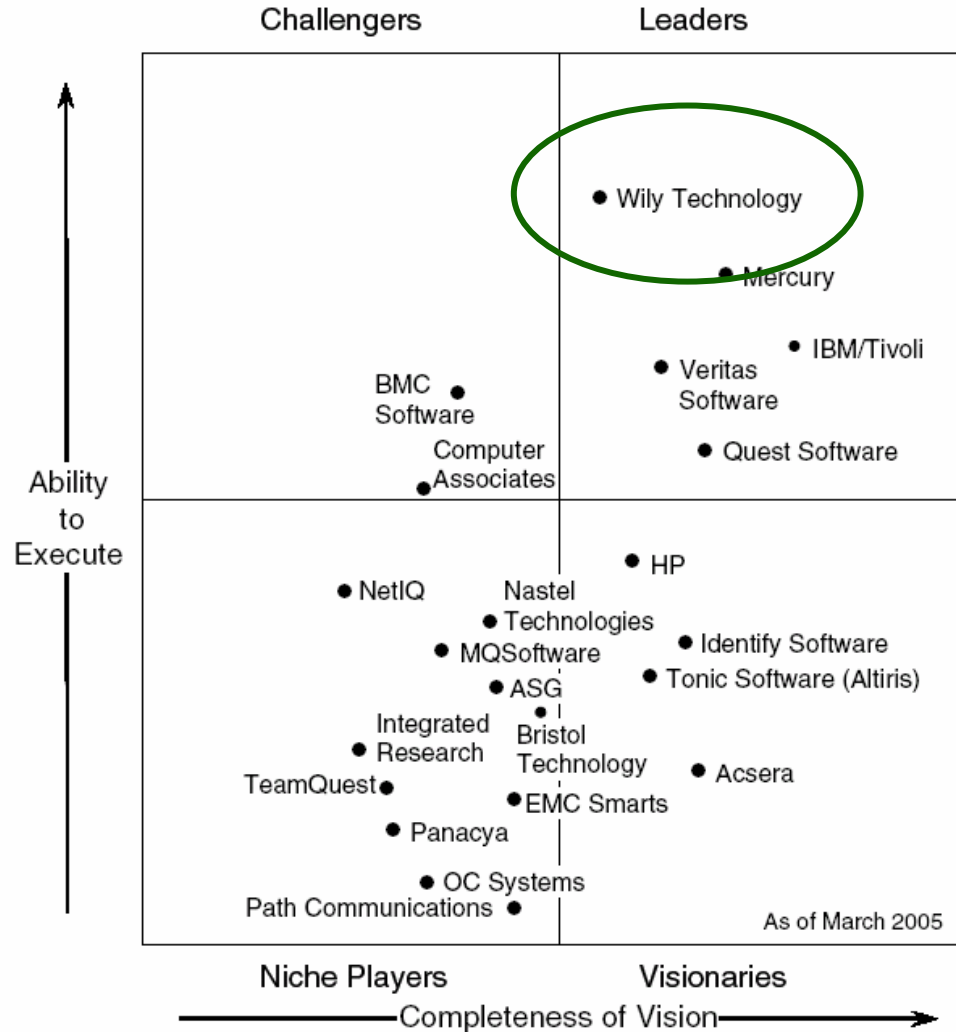 Challengers
Leaders
Wily Technology
Mercury
IBM/Tivoli
Veritas
Software
BMC
Software
Quest Software
Computer
Associates
Ability
to
Execute
HP
NetIQ
Nastel
Technologies
Identify Software
MQSoftware
Tonic Software (Altiris)
ASG
Integrated
Research
Bristol
Technology
Acsera
TeamQuest
EMC Smarts
Panacya
OC Systems
Path Communications
As of March 2005
Niche Players
Visionaries
Completeness of Vision